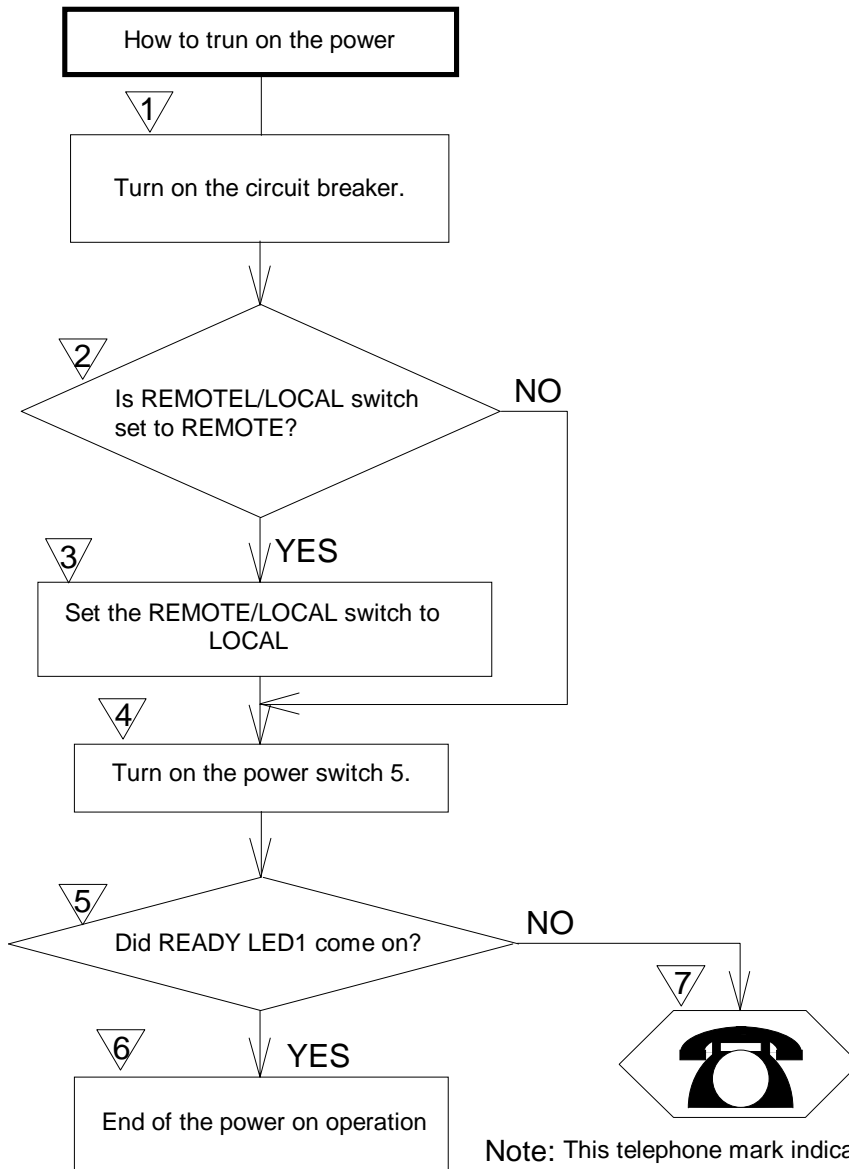 How to trun on the power
1
Turn on the circuit breaker.
2
Is REMOTEL/LOCAL switch
set to REMOTE?
NO
YES
3
Set the REMOTE/LOCAL switch to
LOCAL
4
Turn on the power switch 5.
5
Did READY LED1 come on?
NO
7
6
YES
End of the power on operation
Note: This telephone mark